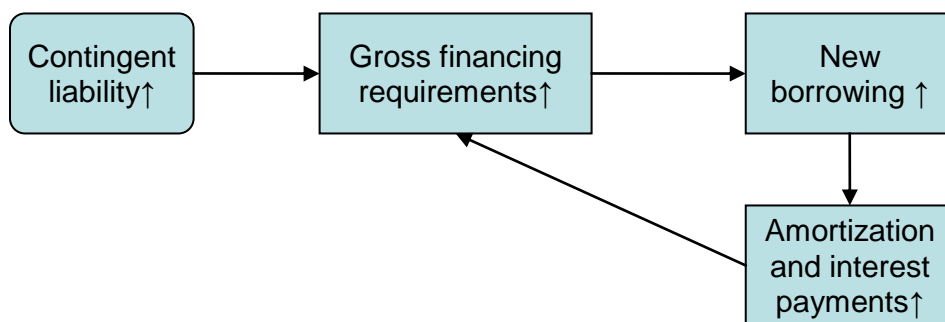 Contingent
liability↑
Gross financing
requirements↑
New
borrowing ↑
Amortization
and interest
payments↑